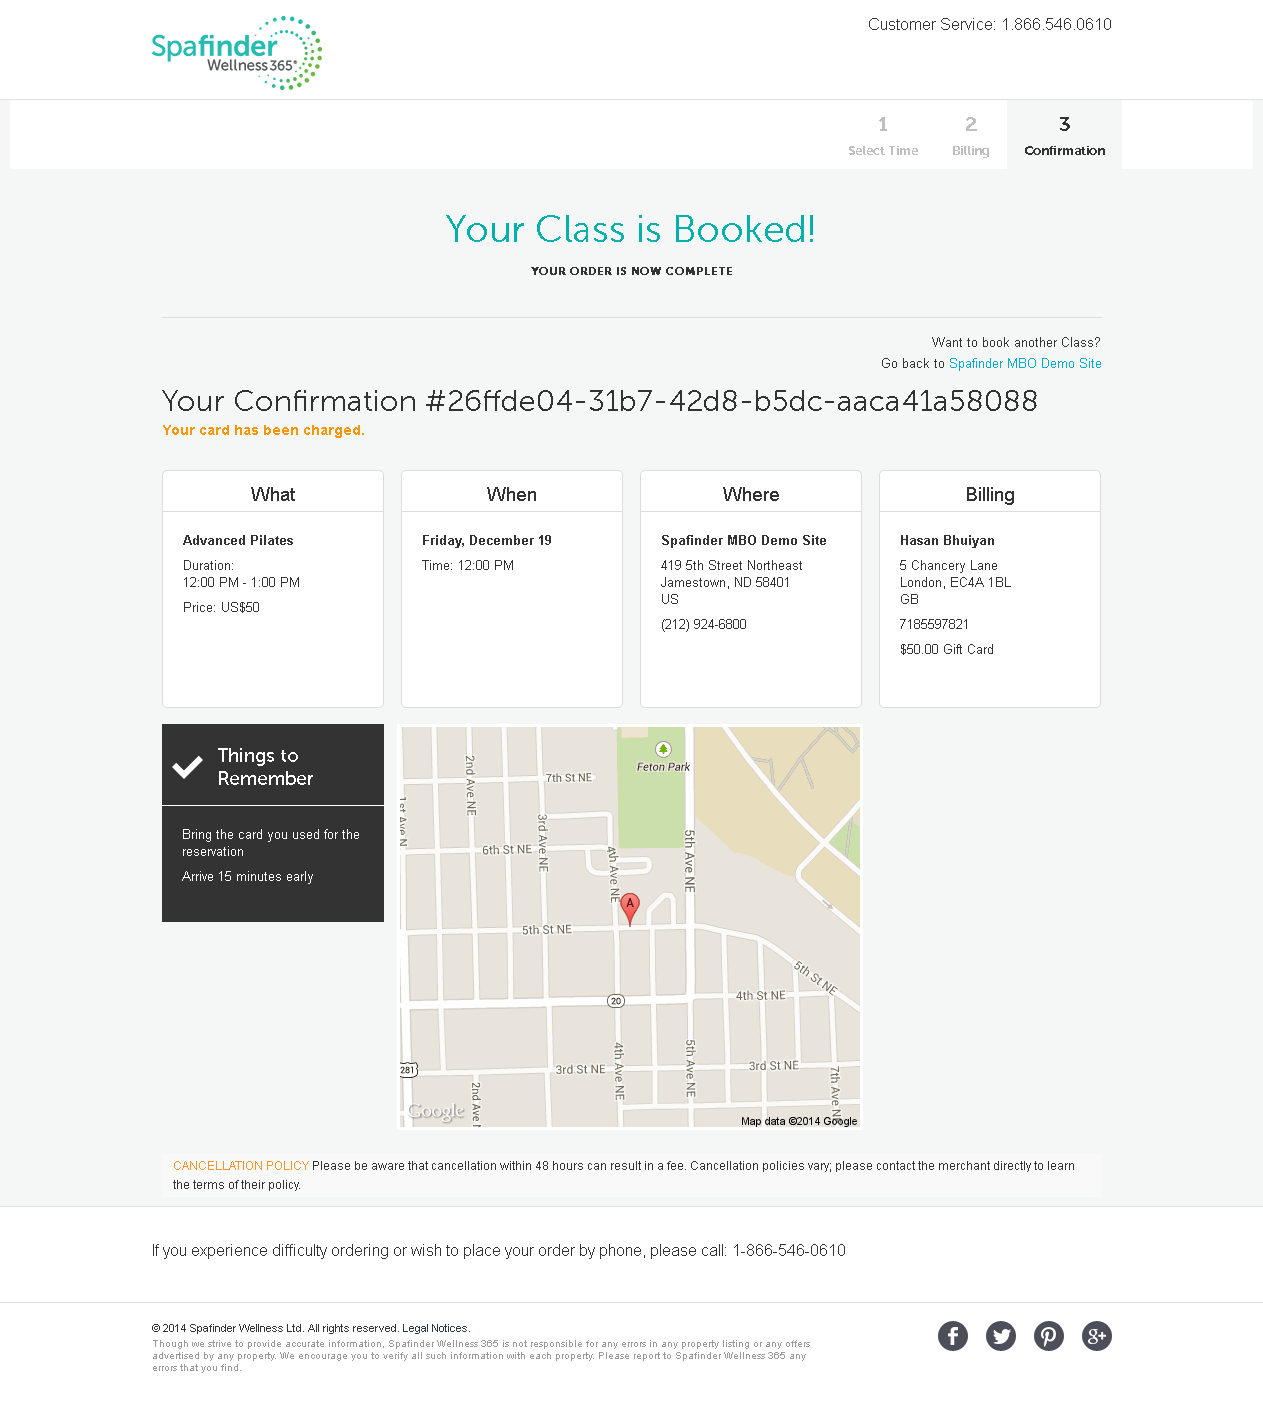 Spafinder
Wellness365®
Customer Service: 1.866.546.0610
1
Select Time
2
Billing
3
Confirmation
Your Class is Booked!
YOUR ORDER IS NOW COMPLETE
Want to book another Class?
Go back to Spafinder MBO Demo Site
Your Confirmation #26ffde04-31b7-42d8-b5dc-aaca41a58088
Your card has been charged.
What
Advanced Pilates
Duration:
12:00 PM - 1:00 PM
Price: US$50
When
Friday, December 19
Time: 12:00 PM
Where
Spafinder MBO Demo Site
419 5th Street Northeast
Jamestown, ND 58401
US
(212) 924-6800
Billing
Hasan Bhuiyan
5 Chancery Lane
London, EC4A 1BL
GB
7185597821
$50.00 Gift Card
Things to
Remember
Bring the card you used for the
reservation
Arrive 15 minutes early
Feton Park
2nd Ave NE
7th St NE
1st Ave N
3rd Ave NE
6th St NE
4th Ave NE
5th Ave NE
A
5th St NE
5th St NE
20
4th St NE
281
3rd St NE
4th Ave NE
5th Ave NE
3rd St NE
7th Ave N
2nd Ave N
Google
Map data ©2014 Google
CANCELLATION POLICY Please be aware that cancellation within 48 hours can result in a fee. Cancellation policies vary; please contact the merchant directly to learn
the terms of their policy.
If you experience difficulty ordering or wish to place your order by phone, please call: 1-866-546-0610
© 2014 Spafinder Wellness Ltd. All rights reserved. Legal Notices.
Though we strive to provide accurate information, Spafinder Wellness 365 is not responsible for any errors in any property listing or any offers
advertised by any property. We encourage you to verify all such information with each property. Please report to Spafinder Wellness 365 any
errors that you find.